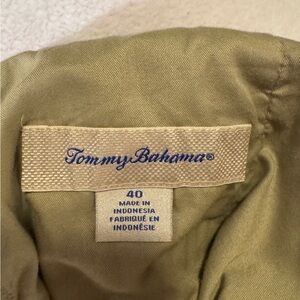 Tommy Bahama®
40
MADE IN
INDONESIA
FABRIQUÉ EN
INDONÉSIE